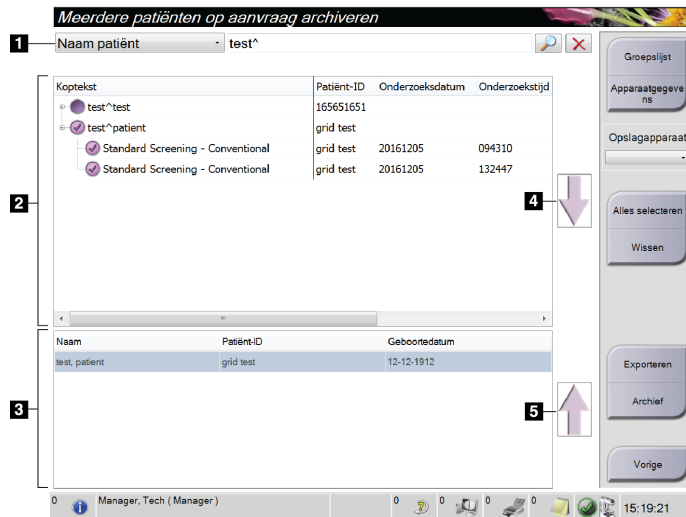 Meerdere patiënten op aanvraag archiveren
1
Naam patiënt test^
Groepslijst
Apparaatgegeve
ns
Opslagapparaat
Alles selecteren
Wissen
Exporteren
Archief
Vorige
2
Koptekst Patiënt-ID Onderzoeksdatum Onderzoekstijd
test^test 165651651
test^patient grid test
Standard Screening - Conventional grid test 20161205 094310
Standard Screening - Conventional grid test 20161205 132447
4
3
Naam Patiënt-ID Geboortedatum
test, patient grid test 12-12-1912
5
0 Manager, Tech ( Manager ) 0 0 0 0 15:19:21